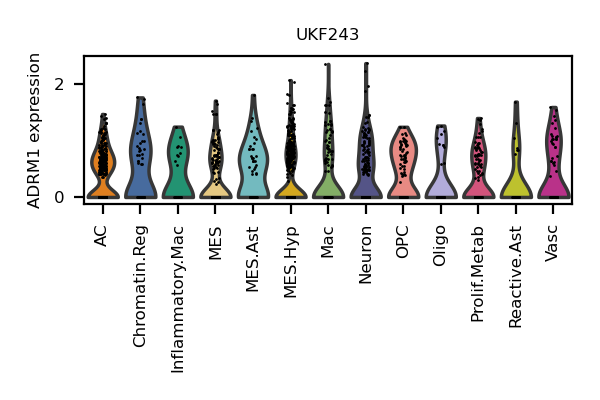 UKF243
ADRM1 expression
2
0
AC
Chromatin.Reg
Inflammatory.Mac
MES
MES.Ast
MES.Hyp
Mac
Neuron
OPC
Oligo
Prolif.Metab
Reactive.Ast
Vasc